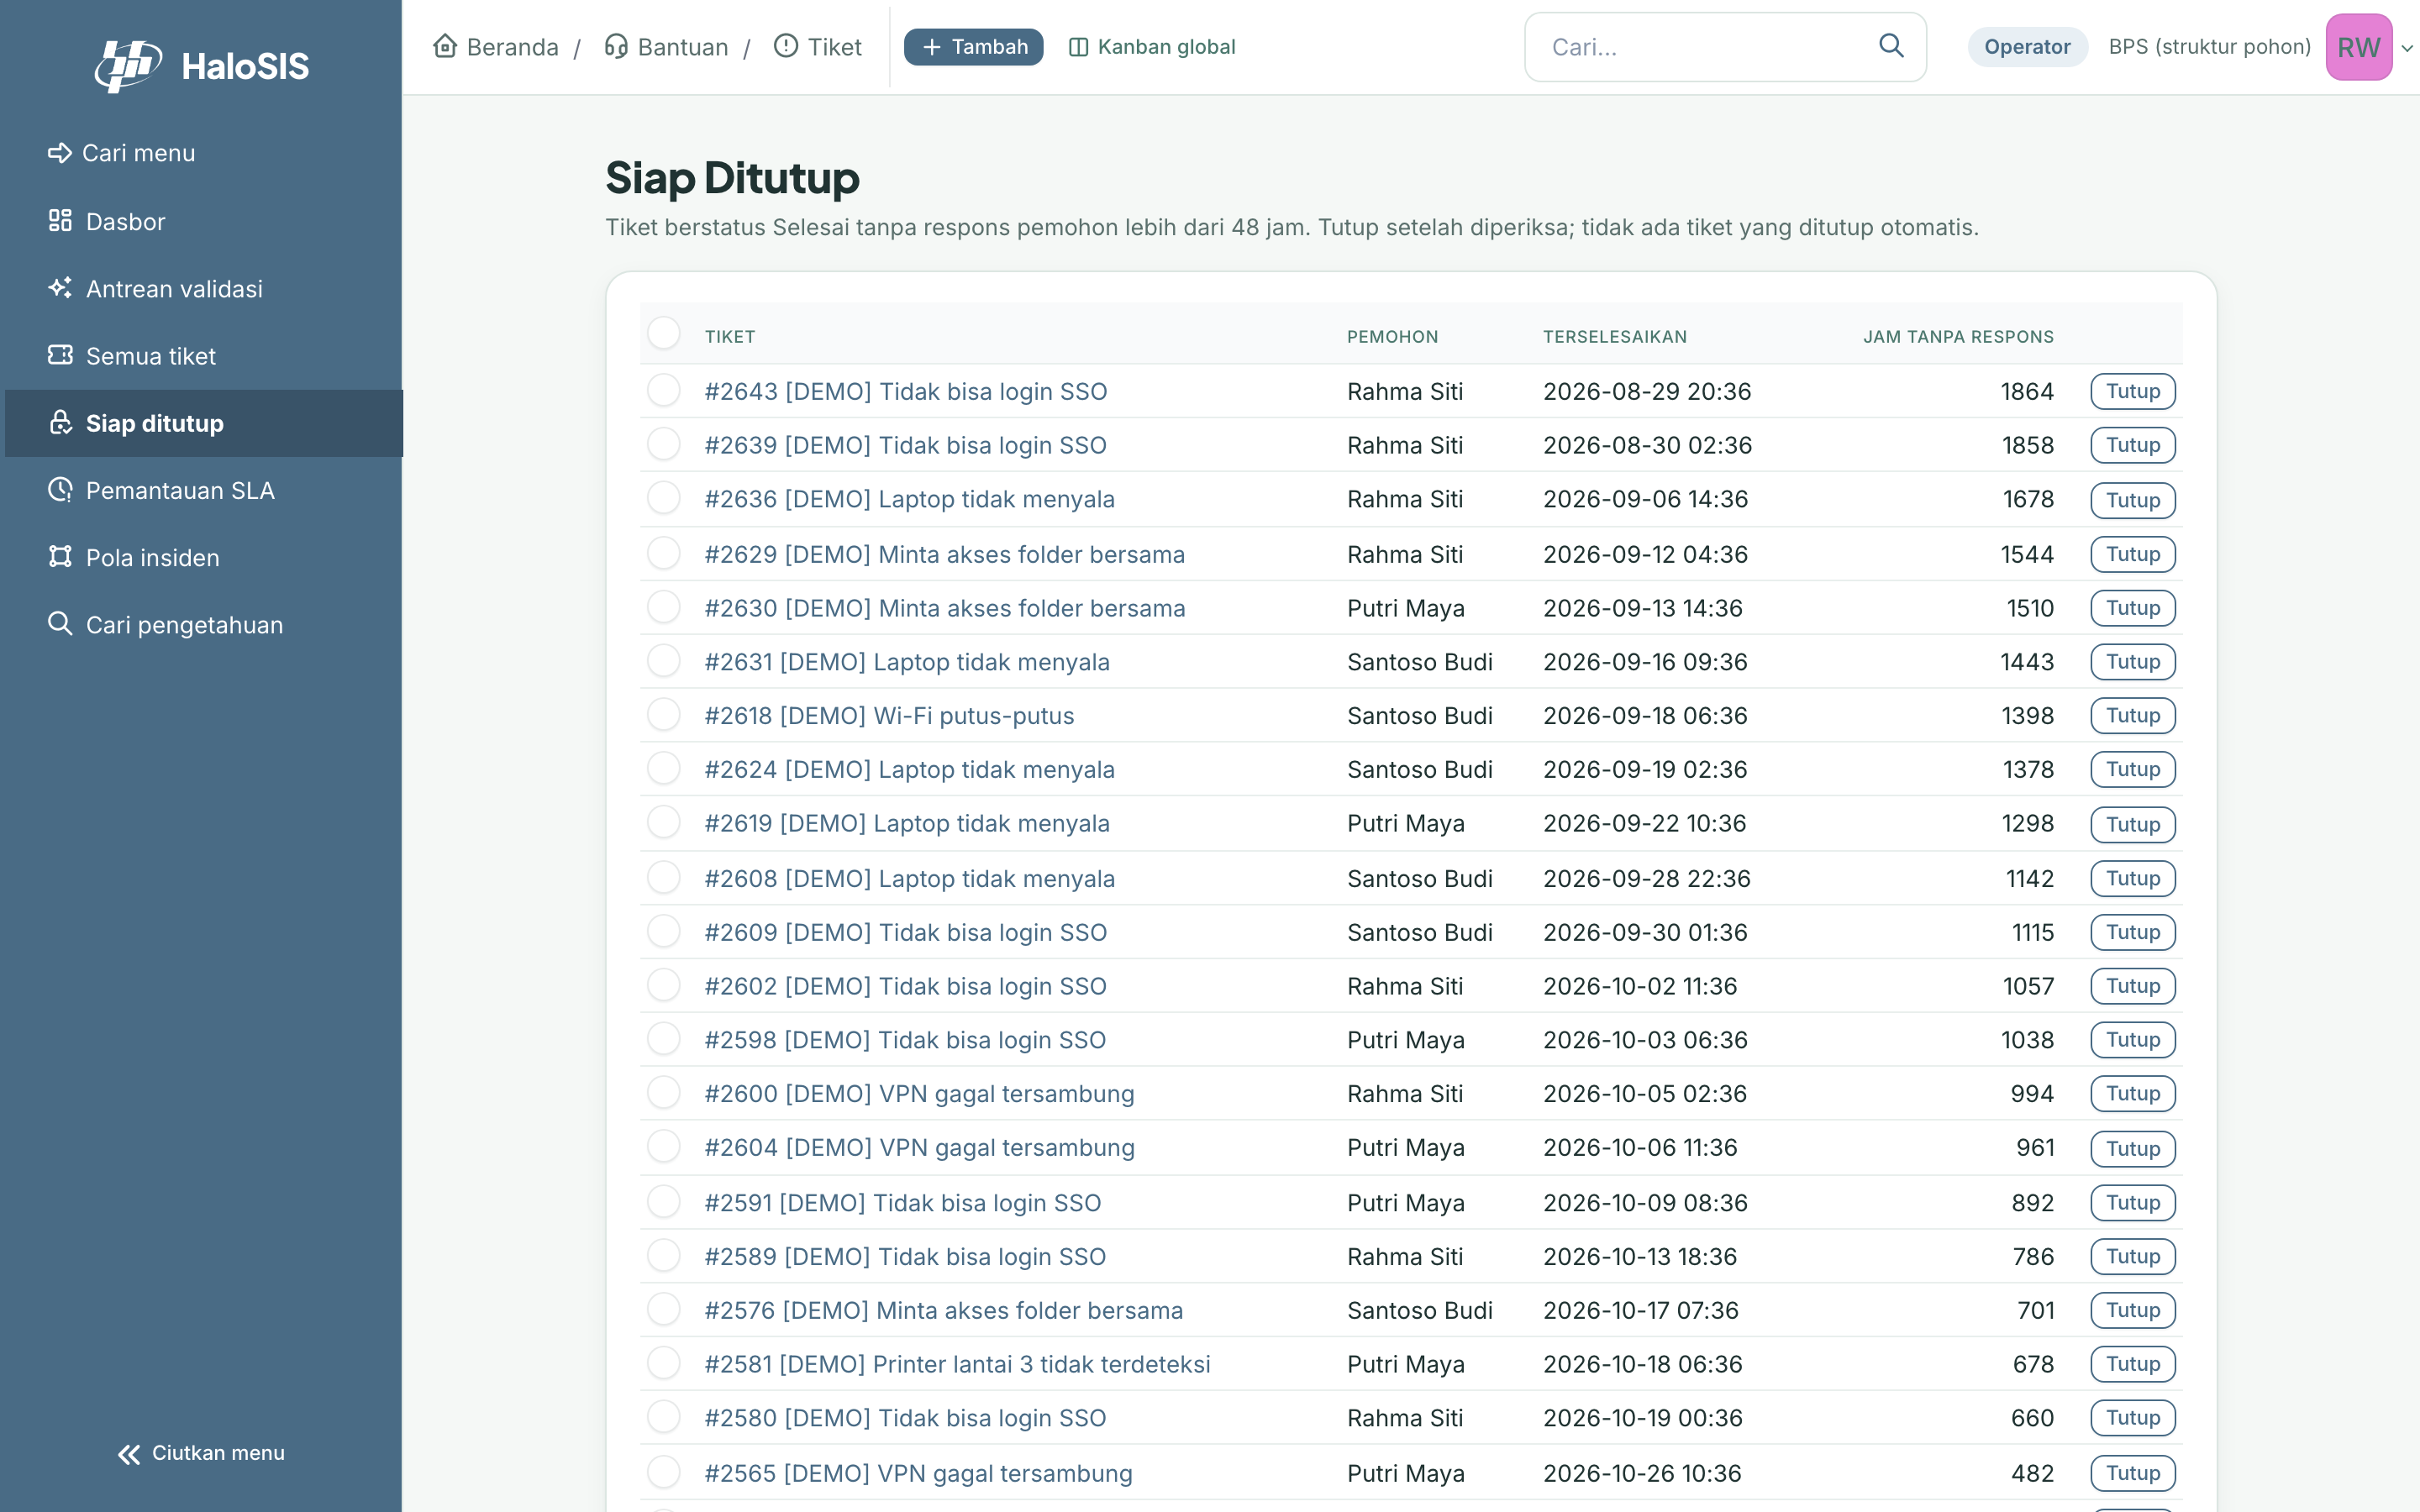 HaloSIS
Cari menu
Dasbor
Antrean validasi
Semua tiket
Siap ditutup
Pemantauan SLA
Pola insiden
Cari pengetahuan
Ciutkan menu
Beranda / Bantuan / Tiket
Tambah
Kanban global
Cari...
Operator
BPS (struktur pohon)
RW
Siap Ditutup
Tiket berstatus Selesai tanpa respons pemohon lebih dari 48 jam. Tutup setelah diperiksa; tidak ada tiket yang ditutup otomatis.
TIKET PEMOHON TERSELESAIKAN JAM TANPA RESPONS
#2643 [DEMO] Tidak bisa login SSO Rahma Siti 2026-08-29 20:36 1864 Tutup
#2639 [DEMO] Tidak bisa login SSO Rahma Siti 2026-08-30 02:36 1858 Tutup
#2636 [DEMO] Laptop tidak menyala Rahma Siti 2026-09-06 14:36 1678 Tutup
#2629 [DEMO] Minta akses folder bersama Rahma Siti 2026-09-12 04:36 1544 Tutup
#2630 [DEMO] Minta akses folder bersama Putri Maya 2026-09-13 14:36 1510 Tutup
#2631 [DEMO] Laptop tidak menyala Santoso Budi 2026-09-16 09:36 1443 Tutup
#2618 [DEMO] Wi-Fi putus-putus Santoso Budi 2026-09-18 06:36 1398 Tutup
#2624 [DEMO] Laptop tidak menyala Santoso Budi 2026-09-19 02:36 1378 Tutup
#2619 [DEMO] Laptop tidak menyala Putri Maya 2026-09-22 10:36 1298 Tutup
#2608 [DEMO] Laptop tidak menyala Santoso Budi 2026-09-28 22:36 1142 Tutup
#2609 [DEMO] Tidak bisa login SSO Santoso Budi 2026-09-30 01:36 1115 Tutup
#2602 [DEMO] Tidak bisa login SSO Rahma Siti 2026-10-02 11:36 1057 Tutup
#2598 [DEMO] Tidak bisa login SSO Putri Maya 2026-10-03 06:36 1038 Tutup
#2600 [DEMO] VPN gagal tersambung Rahma Siti 2026-10-05 02:36 994 Tutup
#2604 [DEMO] VPN gagal tersambung Putri Maya 2026-10-06 11:36 961 Tutup
#2591 [DEMO] Tidak bisa login SSO Putri Maya 2026-10-09 08:36 892 Tutup
#2589 [DEMO] Tidak bisa login SSO Rahma Siti 2026-10-13 18:36 786 Tutup
#2576 [DEMO] Minta akses folder bersama Santoso Budi 2026-10-17 07:36 701 Tutup
#2581 [DEMO] Printer lantai 3 tidak terdeteksi Putri Maya 2026-10-18 06:36 678 Tutup
#2580 [DEMO] Tidak bisa login SSO Rahma Siti 2026-10-19 00:36 660 Tutup
#2565 [DEMO] VPN gagal tersambung Putri Maya 2026-10-26 10:36 482 Tutup